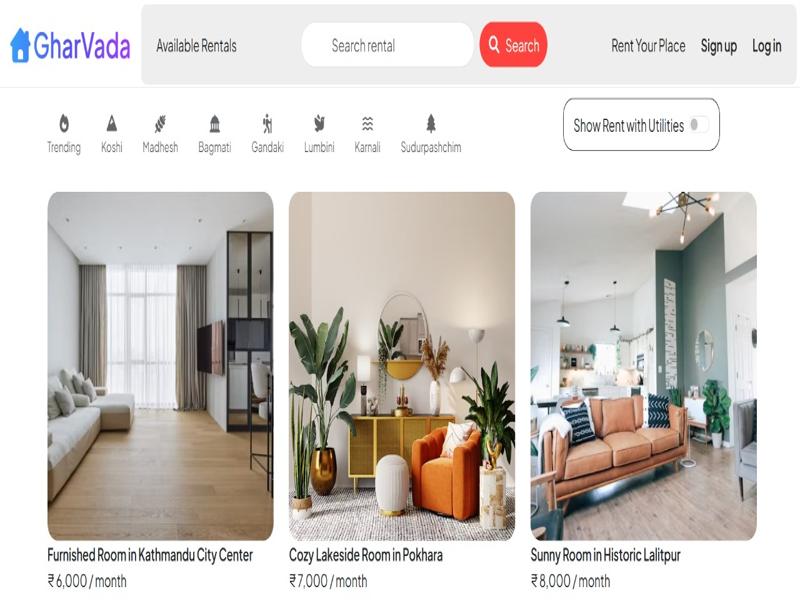 GharVada
Available Rentals
Search rental
Search
Rent Your Place
Sign up
Log in
Trending
Koshi
Madhesh
Bagmati
Gandaki
Lumbini
Karnali
Sudurpashchim
Show Rent with Utilities
Furnished Room in Kathmandu City Center
₹6,000 / month
Cozy Lakeside Room in Pokhara
₹7,000 / month
Sunny Room in Historic Lalitpur
₹8,000 / month